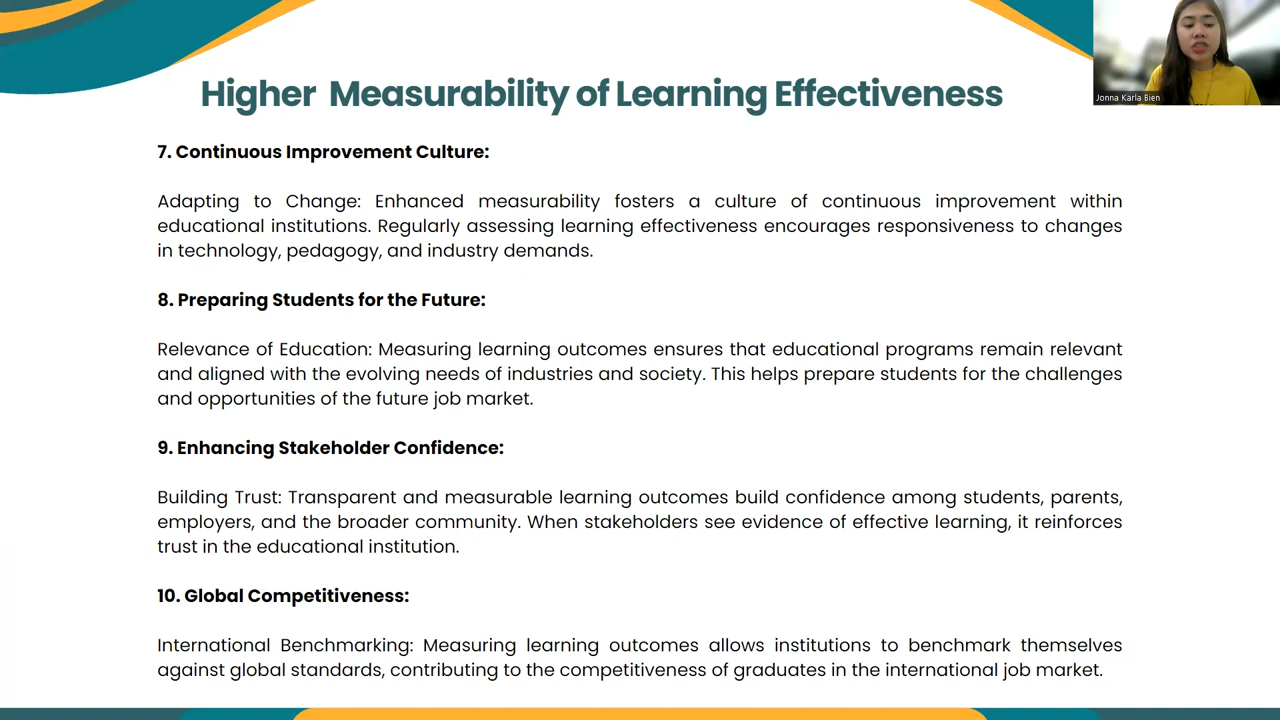 Higher Measurability of Learning Effectiveness
Jonna Karla Bien
7. Continuous Improvement Culture:
Adapting to Change: Enhanced measurability fosters a culture of continuous improvement within
educational institutions. Regularly assessing learning effectiveness encourages responsiveness to changes
in technology, pedagogy, and industry demands.
8. Preparing Students for the Future:
Relevance of Education: Measuring learning outcomes ensures that educational programs remain relevant
and aligned with the evolving needs of industries and society. This helps prepare students for the challenges
and opportunities of the future job market.
9. Enhancing Stakeholder Confidence:
Building Trust: Transparent and measurable learning outcomes build confidence among students, parents,
employers, and the broader community. When stakeholders see evidence of effective learning, it reinforces
trust in the educational institution.
10. Global Competitiveness:
International Benchmarking: Measuring learning outcomes allows institutions to benchmark themselves
against global standards, contributing to the competitiveness of graduates in the international job market.